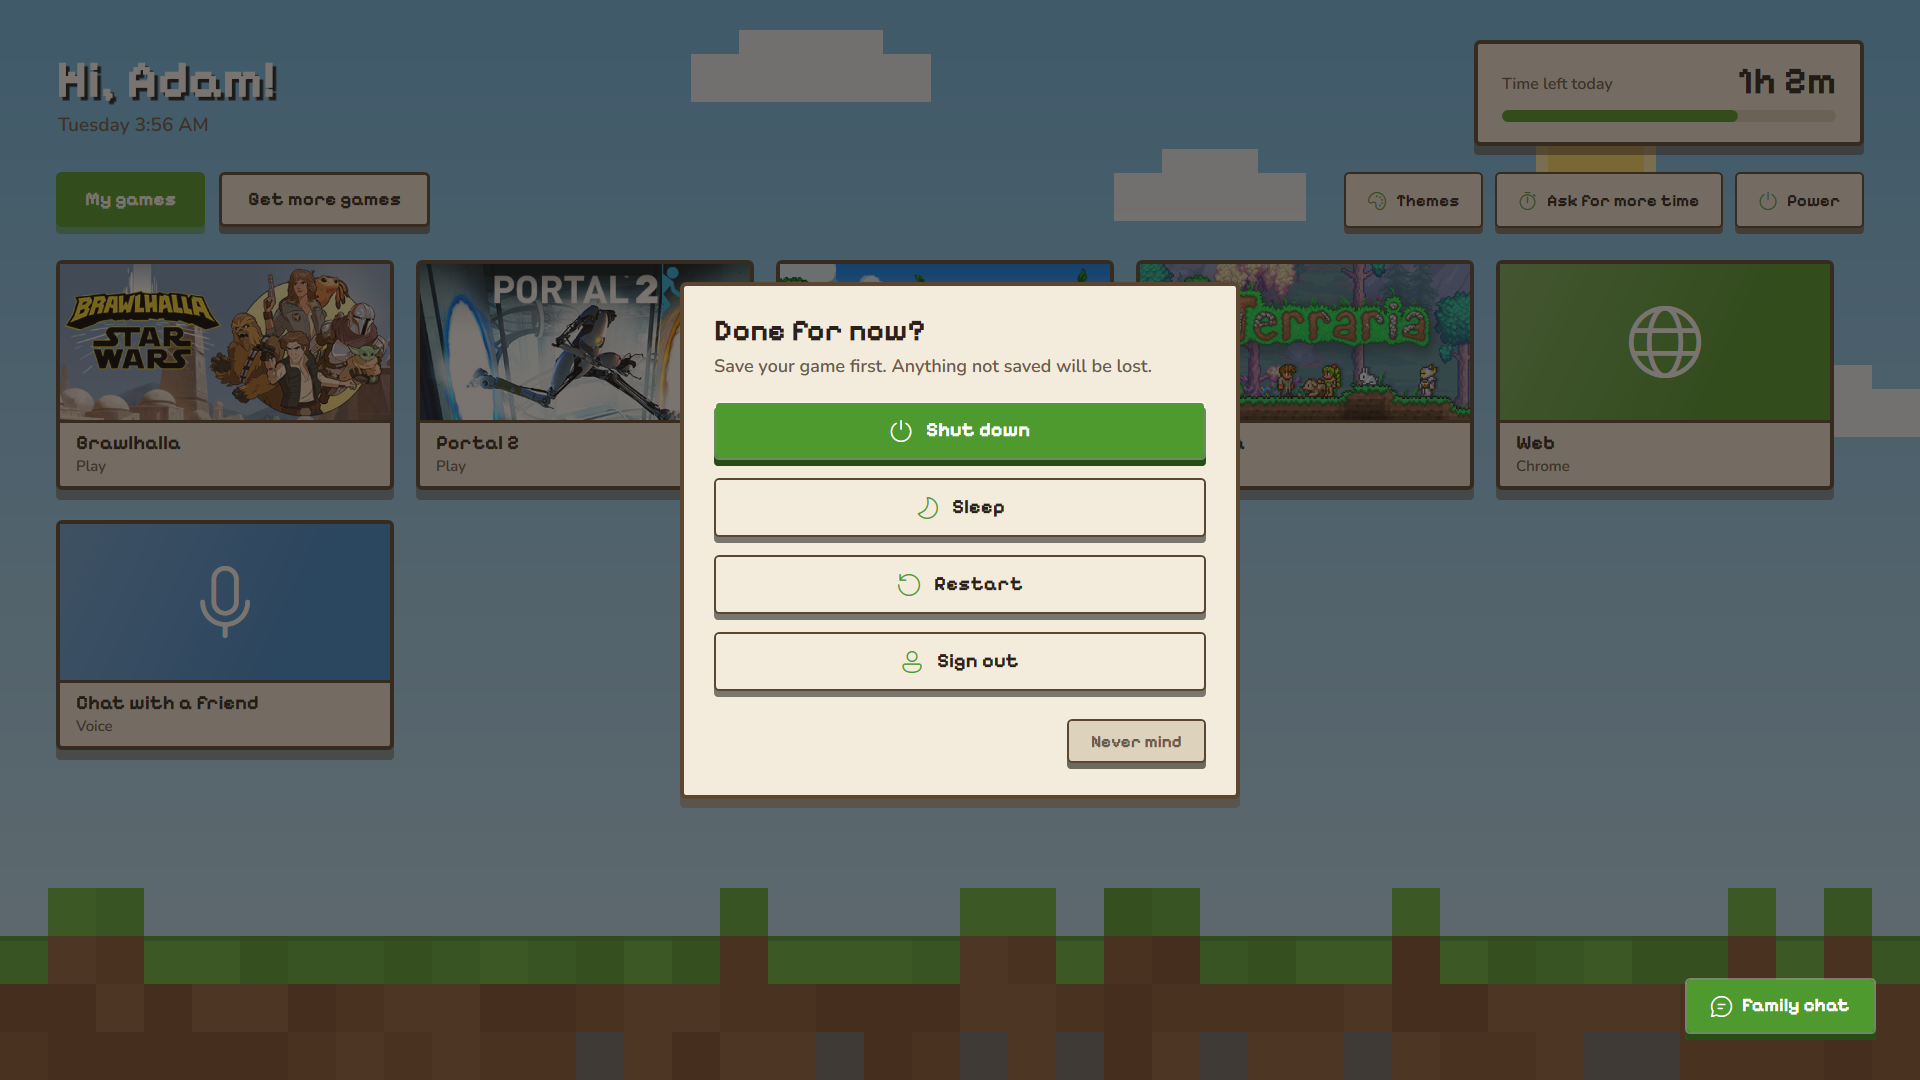 Hi, Adam!
Tuesday 3:56 AM
Time left today
1h 2m
My games
Get more games
Themes
Ask for more time
Power
BRAWLHALLA
STAR
WARS
Brawlhalla
Play
PORTAL 2
Portal 2
Play
Terraria
Web
Chrome
Chat with a friend
Voice
Done for now?
Save your game first. Anything not saved will be lost.
Shut down
Sleep
Restart
Sign out
Never mind
Family chat